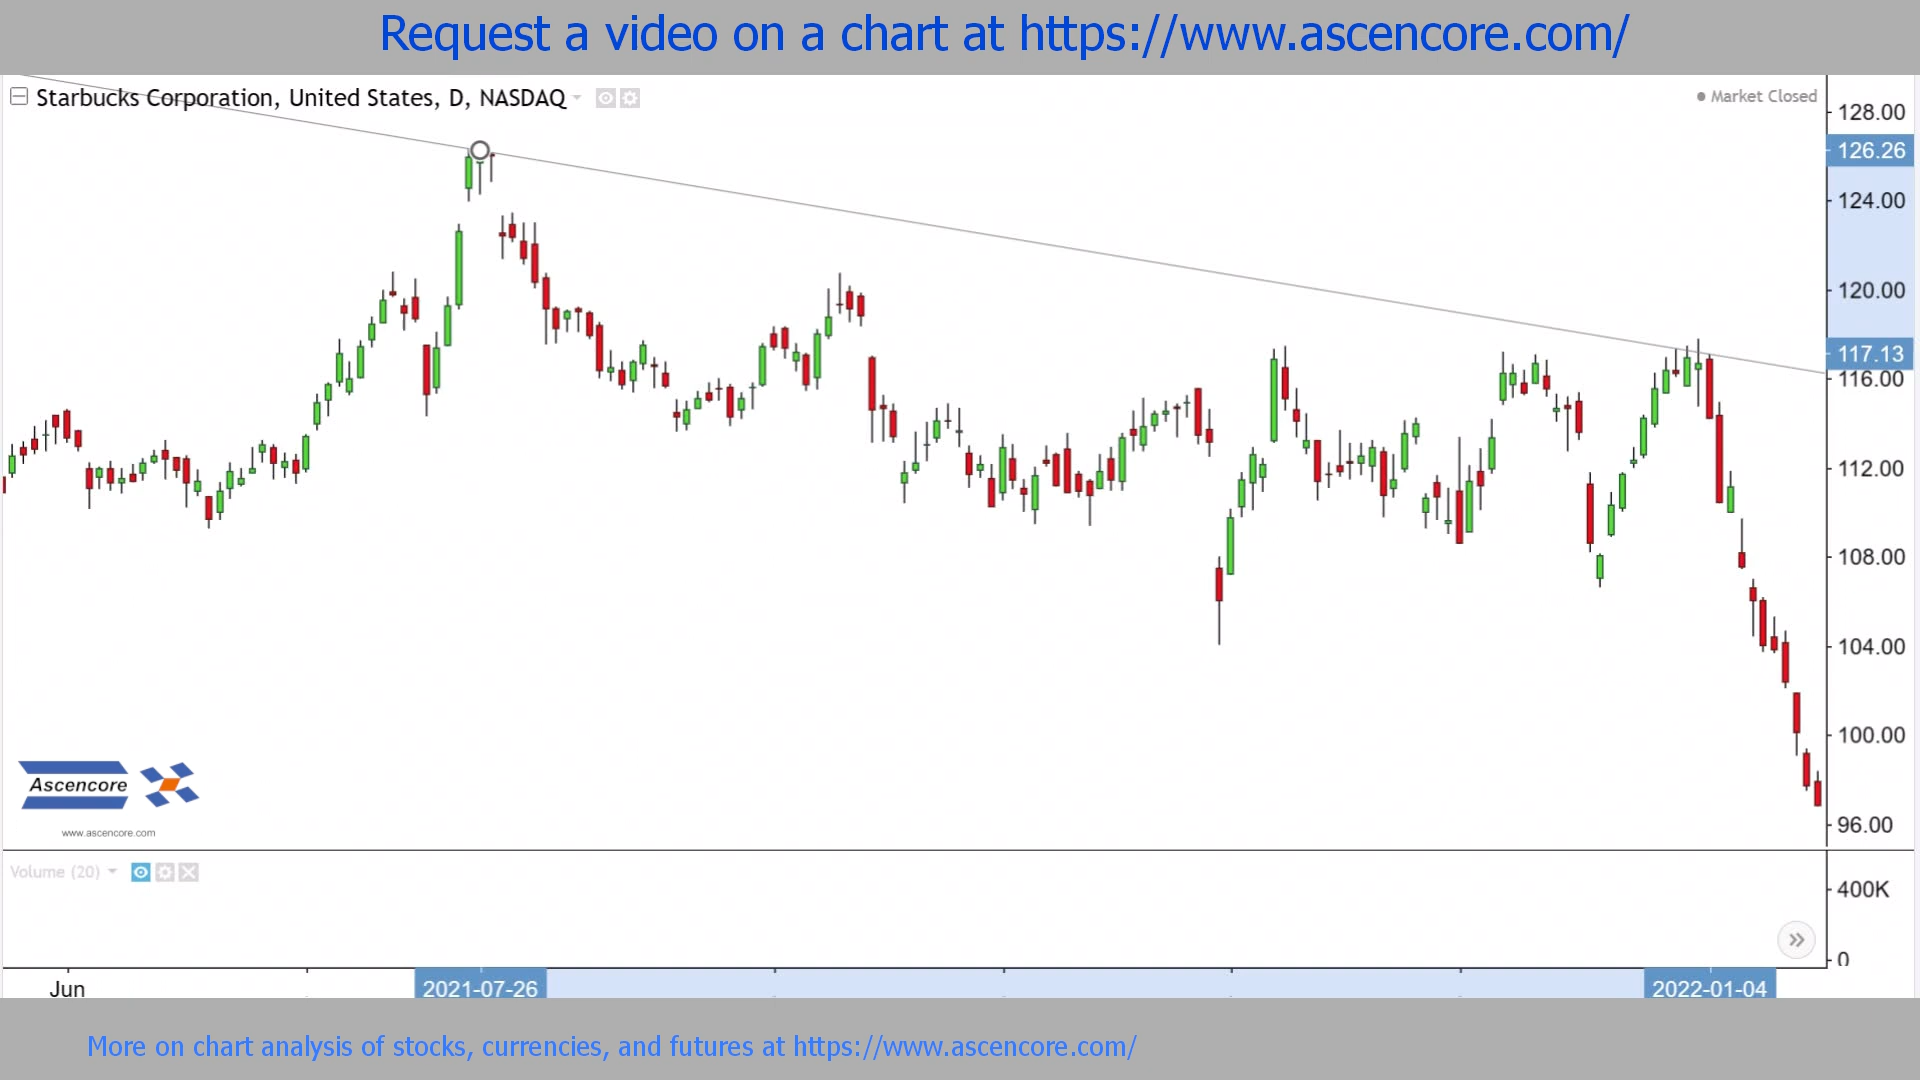 Request a video on a chart at https://www.ascencore.com/
Starbucks Corporation, United States, D, NASDAQ
Market Closed
128.00
126.26
124.00
120.00
117.13
116.00
112.00
108.00
104.00
100.00
96.00
Ascencore
www.ascencore.com
Volume (20)
400K
0
Jun
2021-07-26
2022-01-04
More on chart analysis of stocks, currencies, and futures at https://www.ascencore.com/